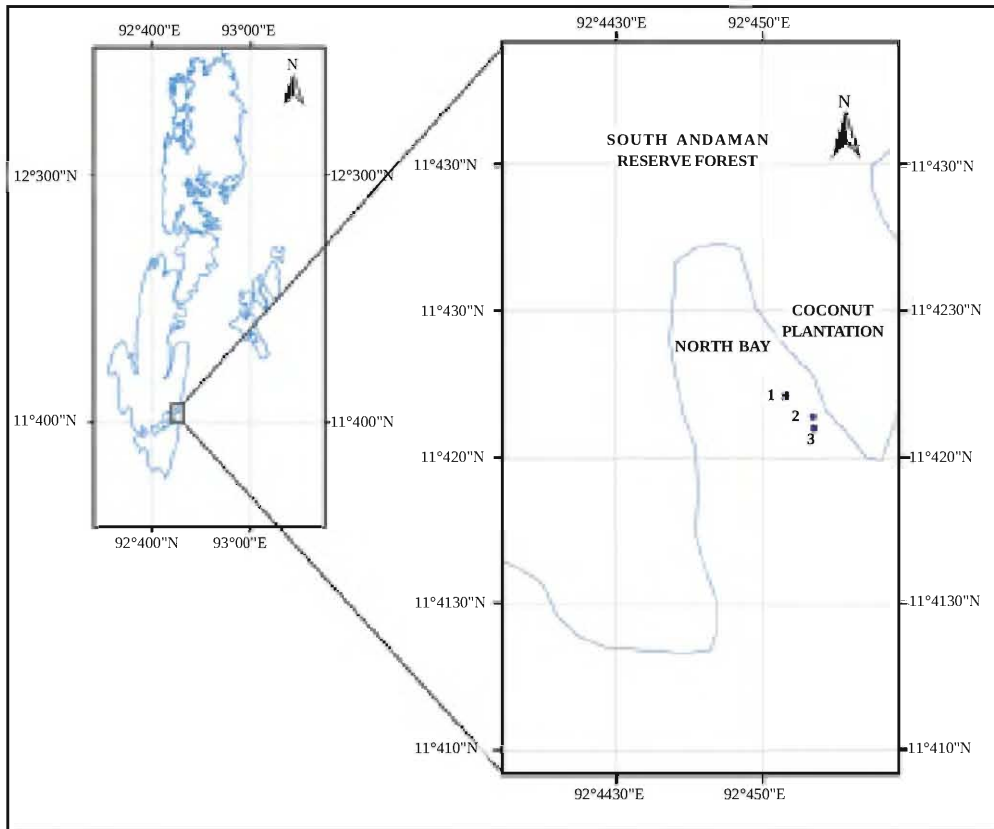 92°400"E 93°00"E
N
12°300"N 12°300"N
11°400"N 11°400"N
92°400"N 93°00"E
92°4430"E 92°450"E
N
SOUTH ANDAMAN
RESERVE FOREST
11°430"N 11°430"N
COCONUT
PLANTATION
11°430"N 11°4230"N
NORTH BAY
1
2
3
11°420"N 11°420"N
11°4130"N 11°4130"N
11°410"N 11°410"N
92°4430"E 92°450"E